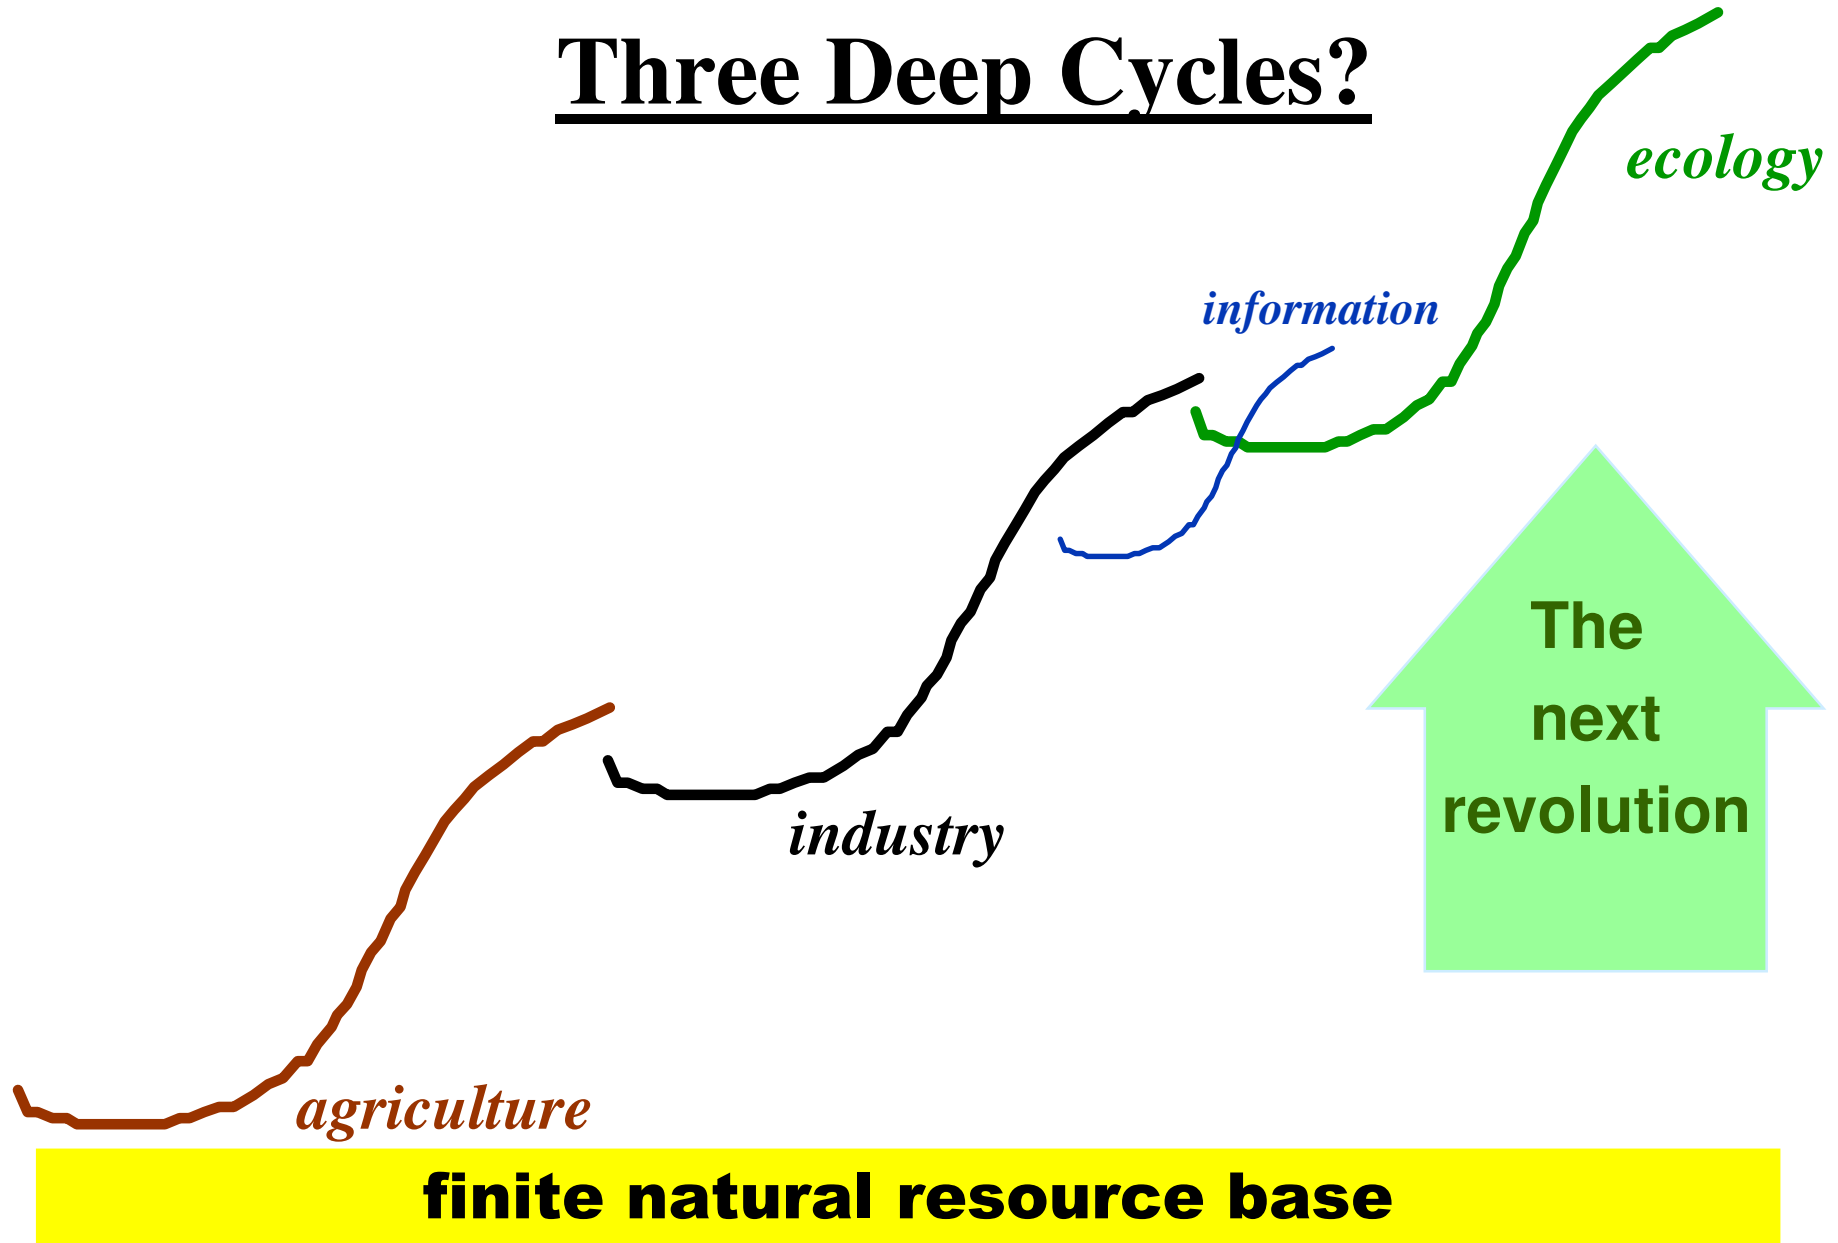 Three Deep Cycles?
ecology
information
The
next
revolution
industry
agriculture
finite natural resource base